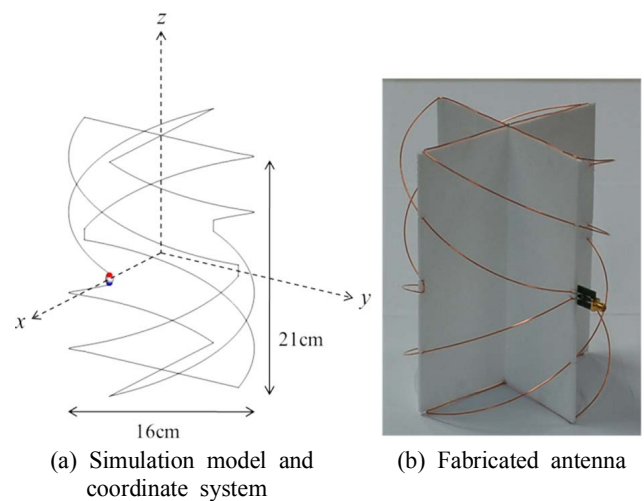 z
x
y
21cm
16cm
(a) Simulation model and
coordinate system
(b) Fabricated antenna